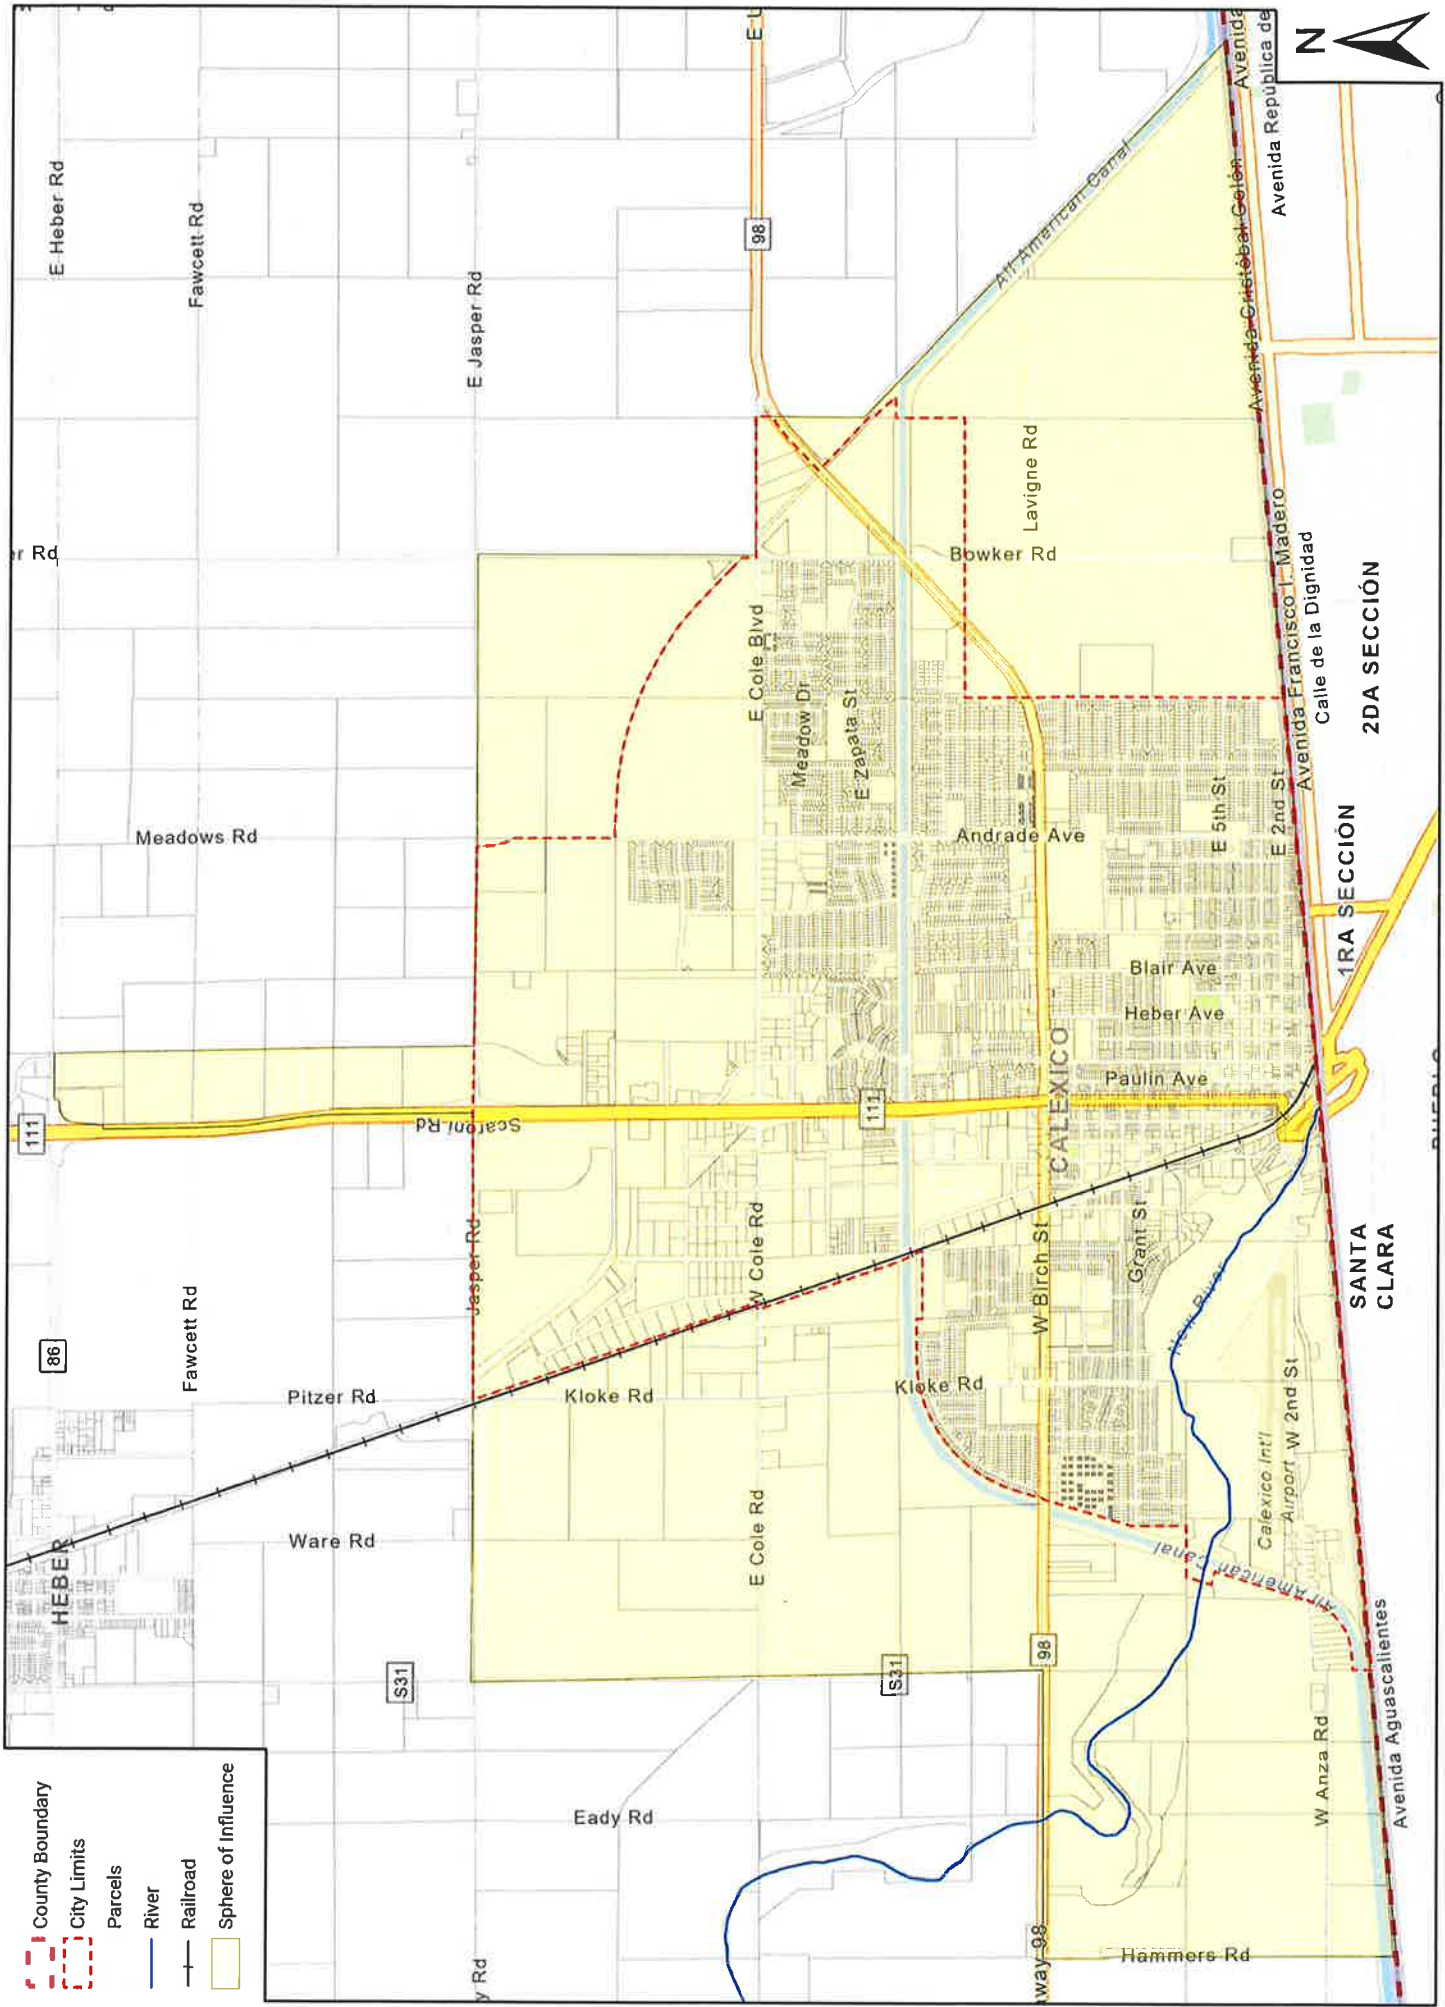 County Boundary
City Limits
Parcels
River
Railroad
Sphere of Influence
N
HEBER
86
111
E Heber Rd
Fawcett Rd
Fawcett Rd
Pitzer Rd
Ware Rd
Meadows Rd
S31
Scaroni Rd
Jasper Rd
E Jasper Rd
Eady Rd
Kloke Rd
E Cole Rd
W Cole Rd
E Cole Blvd
98
Meadow Dr
E Zapata St
111
S31
Kloke Rd
Andrade Ave
Bowker Rd
Lavigne Rd
All American Canal
98
W Birch St
CALEXICO
Hammers Rd
Grant St
Paulin Ave
Heber Ave
Blair Ave
All American Canal
New River
Calexico Int'l
Airport
W 2nd St
E 5th St
E 2nd St
W Anza Rd
Avenida Aguascalientes
SANTA
CLARA
1RA SECCIÓN
2DA SECCIÓN
Avenida Francisco I. Madero
Calle de la Dignidad
Avenida Cristóbal Colón
Avenida
Avenida República de
way 98